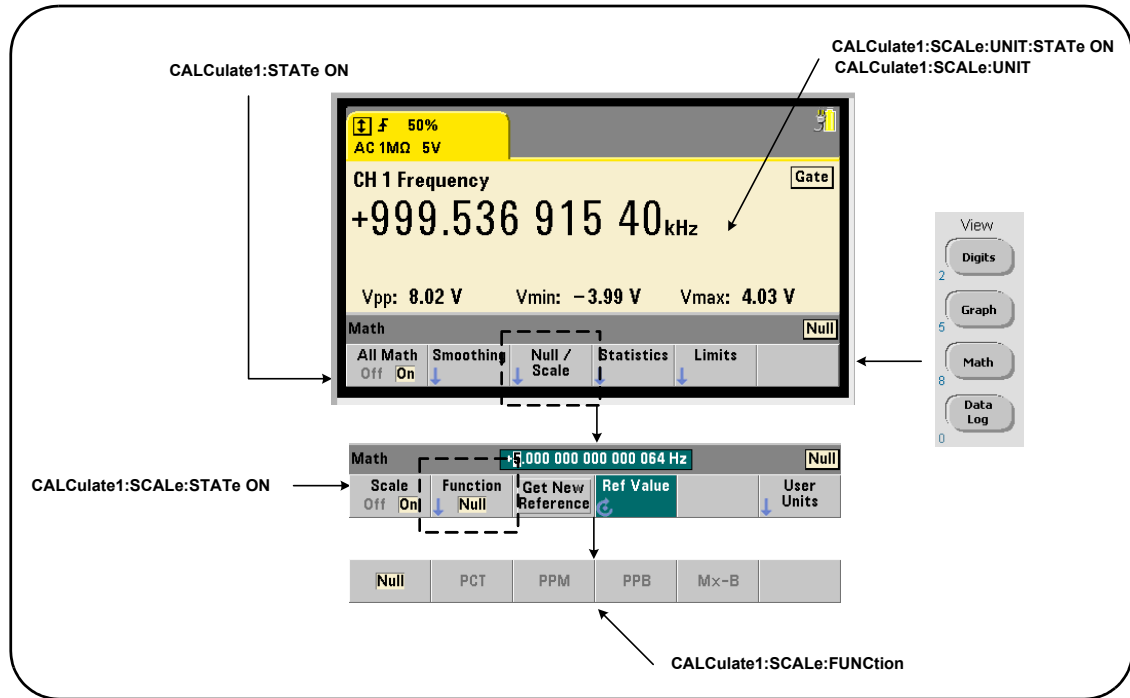 CALCulate1:SCALe:UNIT:STATe ON
CALCulate1:SCALe:UNIT
CALCulate1:STATe ON
50%
AC 1MΩ 5V
CH 1 Frequency
Gate
+999.536 915 40kHz
Vpp: 8.02 V Vmin: -3.99 V Vmax: 4.03 V
Math Null
All Math Smoothing Null / Statistics Limits
Off On Scale
View
2 Digits
5 Graph
8 Math
0 Data
Log
Math .000 000 000 000 064 Hz Null
CALCulate1:SCALe:STATe ON
Scale Function Get New Ref Value User
Off On Null Reference Units
Null PCT PPM PPB Mx-B
CALCulate1:SCALe:FUNCtion